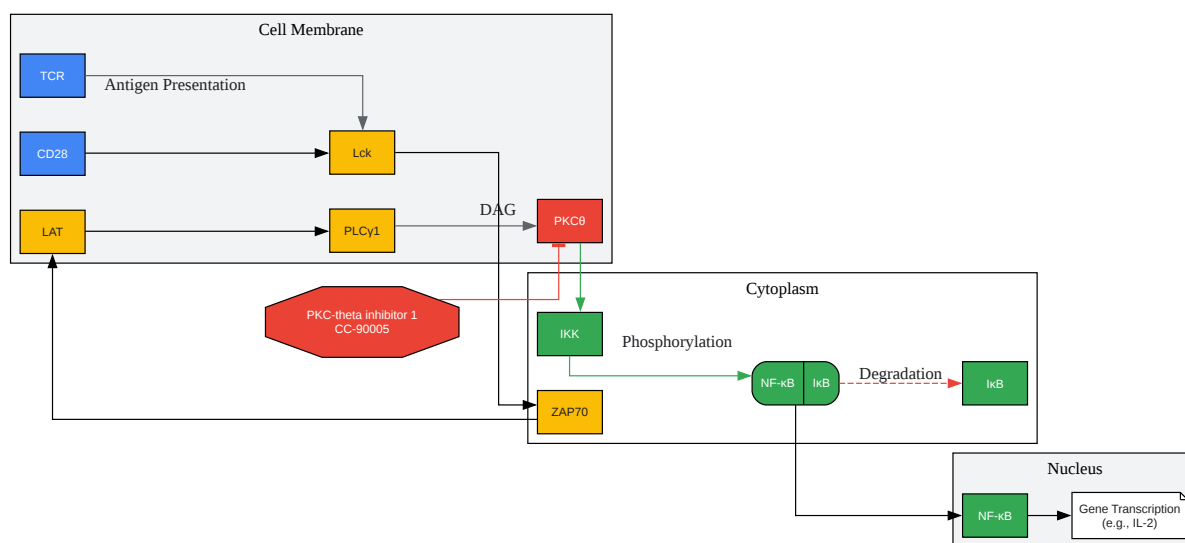 Cell Membrane
TCR
Antigen Presentation
CD28
Lck
LAT
PLCγ1
DAG
PKCθ
PKC-theta inhibitor 1
CC-90005
Cytoplasm
IKK
Phosphorylation
NF-κB
IκB
Degradation
IκB
ZAP70
Nucleus
NF-κB
Gene Transcription
(e.g., IL-2)